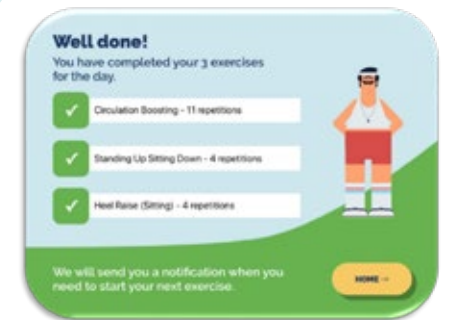 Well done!
You have completed your 3 exercises
for the day.
Circulation Boosting - 11 repetitions
Standing Up Sitting Down - 4 repetitions
Heel Raise (Sitting) - 4 repetitions
We will send you a notification when you
need to start your next exercise.
HOME →